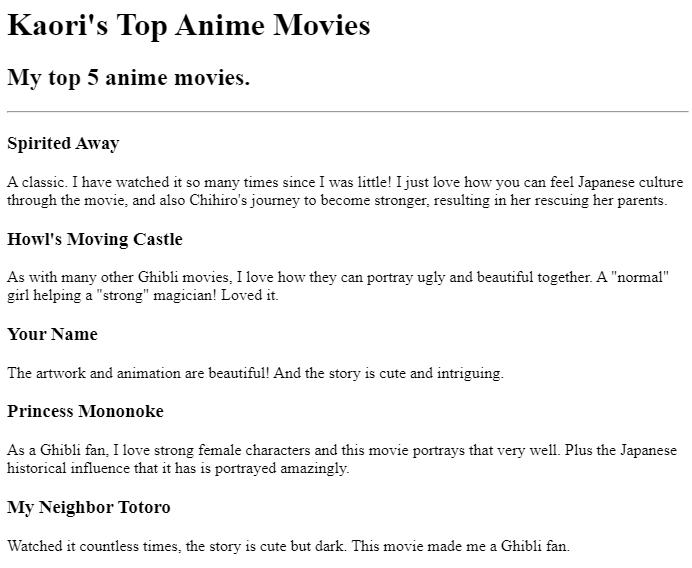 Kaori's Top Anime Movies
My top 5 anime movies.
Spirited Away
A classic. I have watched it so many times since I was little! I just love how you can feel Japanese culture
through the movie, and also Chihiro's journey to become stronger, resulting in her rescuing her parents.
Howl's Moving Castle
As with many other Ghibli movies, I love how they can portray ugly and beautiful together. A "normal"
girl helping a "strong" magician! Loved it.
Your Name
The artwork and animation are beautiful! And the story is cute and intriguing.
Princess Mononoke
As a Ghibli fan, I love strong female characters and this movie portrays that very well. Plus the Japanese
historical influence that it has is portrayed amazingly.
My Neighbor Totoro
Watched it countless times, the story is cute but dark. This movie made me a Ghibli fan.